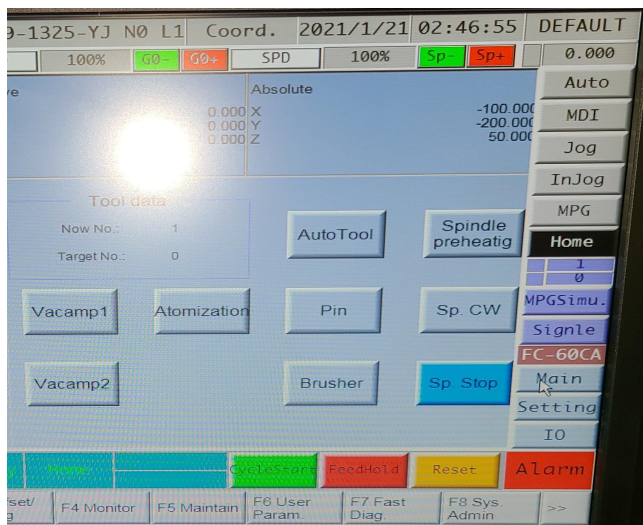 9-1325-YJ N0 L1 Coord. 2021/1/21 02:46:55 DEFAULT
100% G0- G0+ SPD 100% Sp- Sp+ 0.000
ve Absolute Auto
0.000 X -100.000
0.000 Y -200.000 MDI
0.000 Z 50.000
Jog
InJog
Tool data MPG
Now No.: 1 AutoTool Spindle preheatig Home
Target No.: 0
1
0
Vacamp1 Atomization Pin Sp. CW MPGSimu.
Signle
FC-60CA
Vacamp2 Brusher Sp. Stop Main
Setting
IO
Home CycleStart FeedHold Reset Alarm
fset/ F4 Monitor F5 Maintain F6 User Param. F7 Fast Diag. F8 Sys. Admin >>